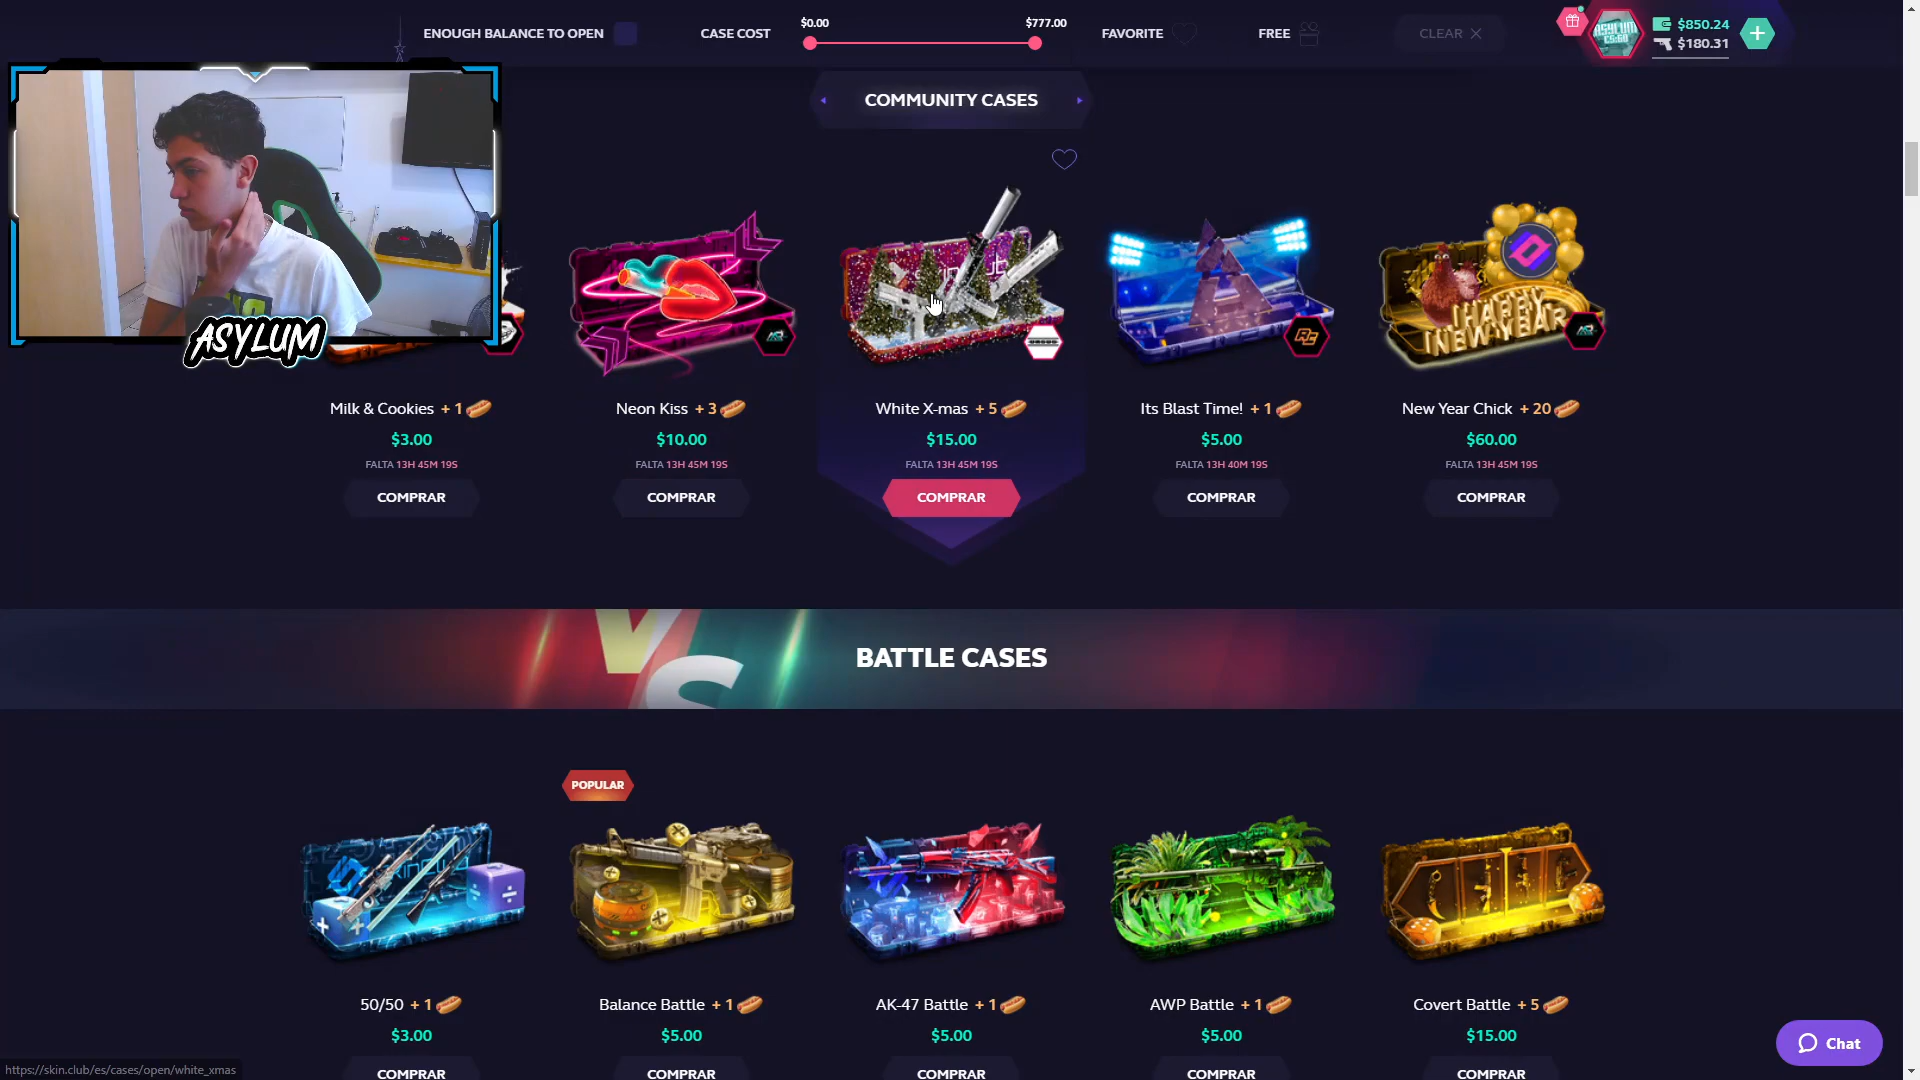 ENOUGH BALANCE TO OPEN
CASE COST
$0.00
$777.00
FAVORITE
FREE
CLEAR
ASYLUM
CS:GO
$850.24
$180.31
COMMUNITY CASES
ASYLUM
HAPPY
NEW YEAR
Milk & Cookies + 1
Neon Kiss + 3
White X-mas + 5
Its Blast Time! + 1
New Year Chick + 20
$3.00
$10.00
$15.00
$5.00
$60.00
FALTA 13H 45M 19S
FALTA 13H 45M 19S
FALTA 13H 45M 19S
FALTA 13H 40M 19S
FALTA 13H 45M 19S
COMPRAR
COMPRAR
COMPRAR
COMPRAR
COMPRAR
VS
BATTLE CASES
POPULAR
50/50 + 1
Balance Battle + 1
AK-47 Battle + 1
AWP Battle + 1
Covert Battle + 5
$3.00
$5.00
$5.00
$5.00
$15.00
COMPRAR
COMPRAR
COMPRAR
COMPRAR
COMPRAR
Chat
https://skin.club/es/cases/open/white_xmas